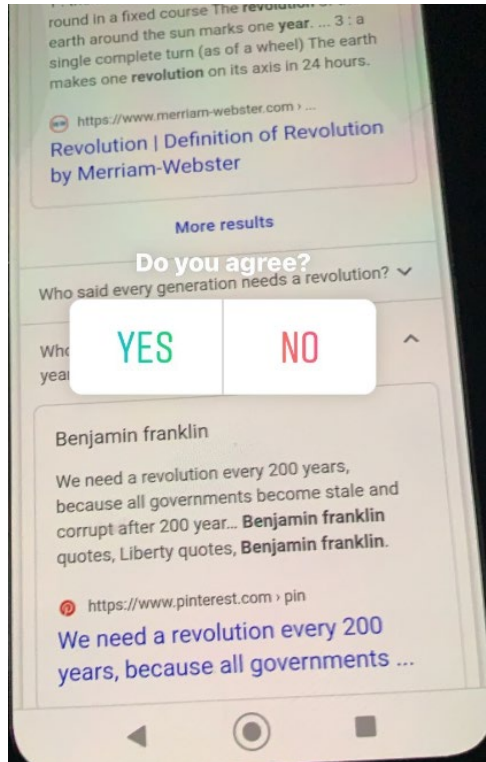 round in a fixed course The revolution of
earth around the sun marks one year. ... 3 : a
single complete turn (as of a wheel) The earth
makes one revolution on its axis in 24 hours.
https://www.merriam-webster.com › ...
Revolution | Definition of Revolution
by Merriam-Webster
More results
Do you agree?
Who said every generation needs a revolution?
YES NO
Benjamin franklin
We need a revolution every 200 years,
because all governments become stale and
corrupt after 200 year... Benjamin franklin
quotes, Liberty quotes, Benjamin franklin.
https://www.pinterest.com › pin
We need a revolution every 200
years, because all governments ...